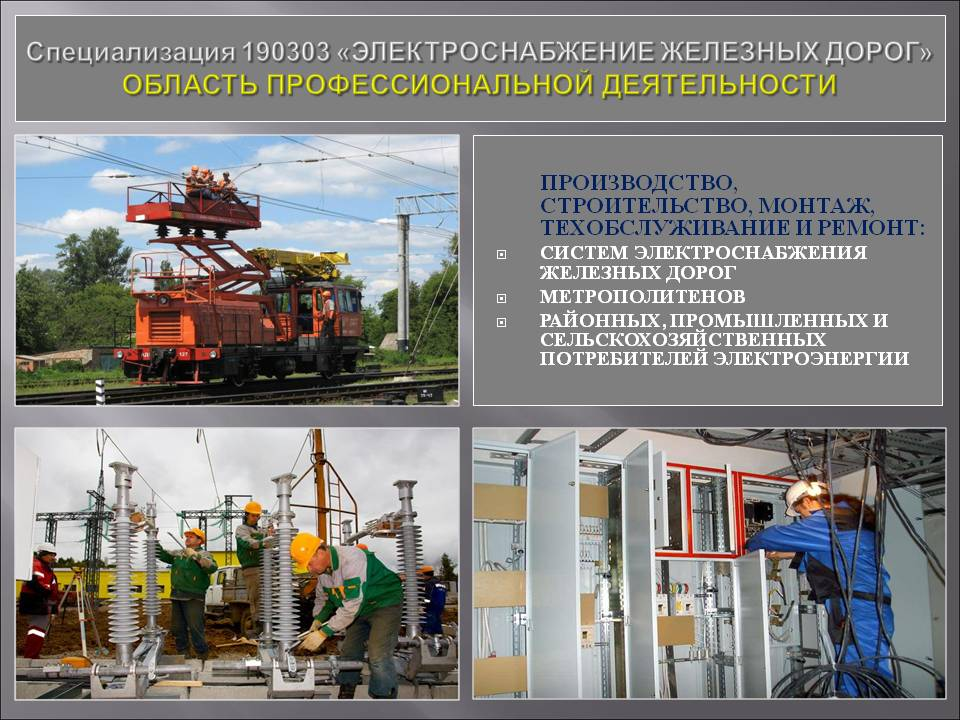 Специализация 190303 «ЭЛЕКТРОСНАБЖЕНИЕ ЖЕЛЕЗНЫХ ДОРОГ»
ОБЛАСТЬ ПРОФЕССИОНАЛЬНОЙ ДЕЯТЕЛЬНОСТИ
ПРОИЗВОДСТВО,
СТРОИТЕЛЬСТВО, МОНТАЖ,
ТЕХОБСЛУЖИВАНИЕ И РЕМОНТ:
СИСТЕМ ЭЛЕКТРОСНАБЖЕНИЯ
ЖЕЛЕЗНЫХ ДОРОГ
МЕТРОПОЛИТЕНОВ
РАЙОННЫХ, ПРОМЫШЛЕННЫХ И
СЕЛЬСКОХОЗЯЙСТВЕННЫХ
ПОТРЕБИТЕЛЕЙ ЭЛЕКТРОЭНЕРГИИ